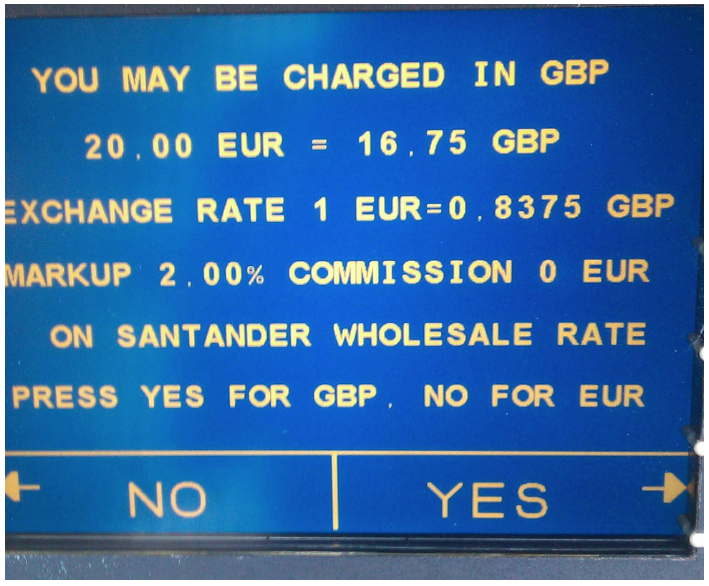 YOU MAY BE CHARGED IN GBP
20.00 EUR = 16.75 GBP
EXCHANGE RATE 1 EUR=0.8375 GBP
MARKUP 2.00% COMMISSION 0 EUR
ON SANTANDER WHOLESALE RATE
PRESS YES FOR GBP, NO FOR EUR
NO YES